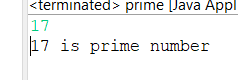 <terminated> prime [Java Appl
17
17 is prime number